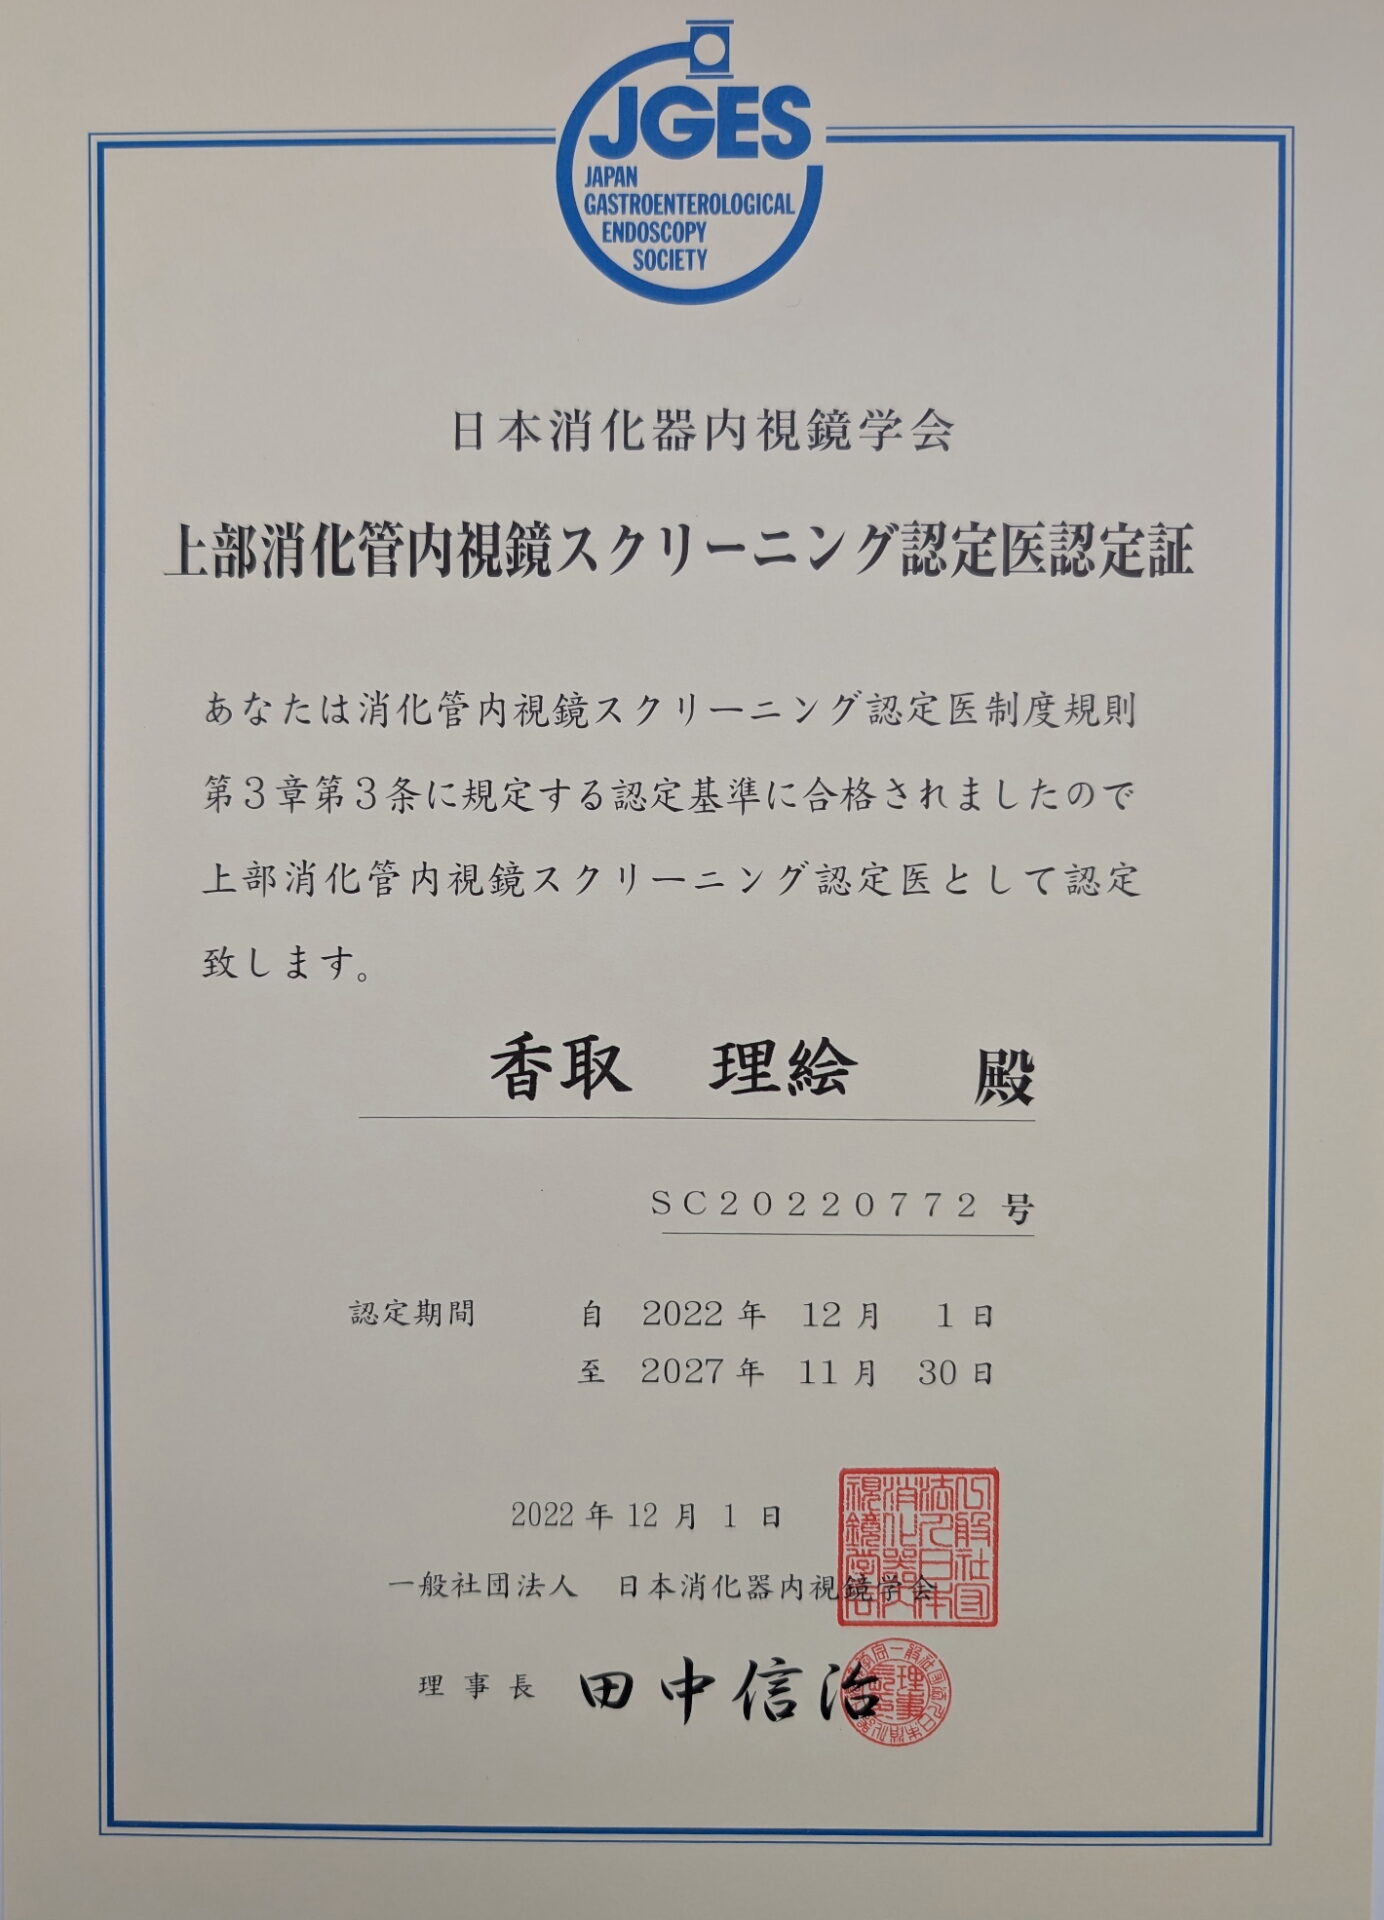 JGES
JAPAN
GASTROENTEROLOGICAL
ENDOSCOPY
SOCIETY
日本消化器内視鏡学会
上部消化管内視鏡スクリーニング認定医認定証
あなたは消化管内視鏡スクリーニング認定医制度規則
第3章第3条に規定する認定基準に合格されましたので
上部消化管内視鏡スクリーニング認定医として認定
致します。
香取 理絵 殿
SC20220772 号
認定期間 自 2022 年 12 月 1 日
至 2027 年 11 月 30 日
2022 年 12 月 1 日
一般社団法人 日本消化器内視鏡学会
理事長 田中信治